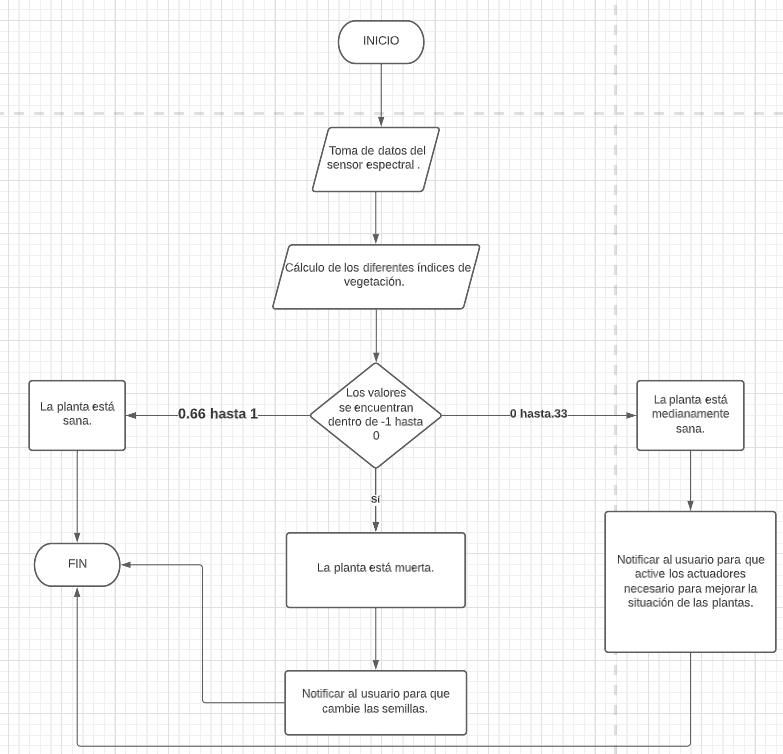 INICIO
Toma de datos del
sensor espectral .
Cálculo de los diferentes índices de
vegetación.
Los valores
se encuentran
dentro de -1 hasta
0
0.66 hasta 1
La planta está
sana.
0 hasta.33
La planta está
medianamente
sana.
sí
La planta está muerta.
FIN
Notificar al usuario para que
active los actuadores
necesario para mejorar la
situación de las plantas.
Notificar al usuario para que
cambie las semillas.